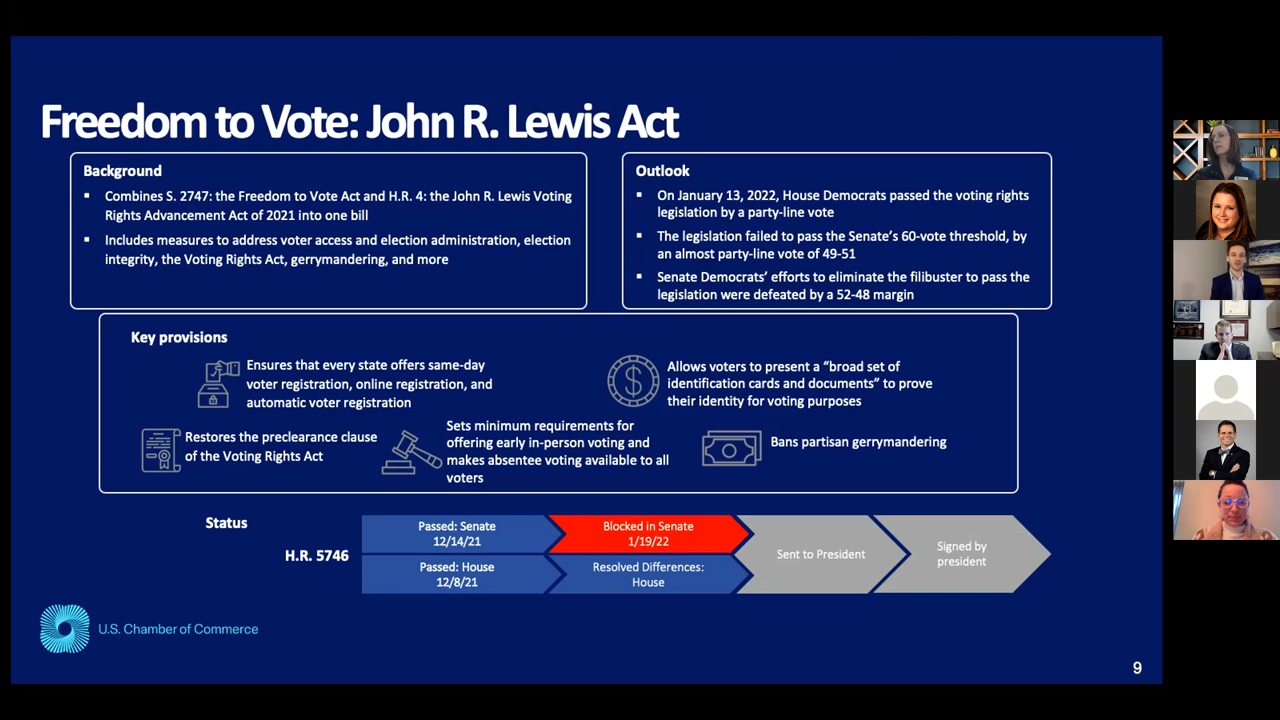 Freedom to Vote: John R. Lewis Act
Background
▪ Combines S. 2747: the Freedom to Vote Act and H.R. 4: the John R. Lewis Voting
Rights Advancement Act of 2021 into one bill
▪ Includes measures to address voter access and election administration, election
integrity, the Voting Rights Act, gerrymandering, and more
Outlook
▪ On January 13, 2022, House Democrats passed the voting rights
legislation by a party-line vote
▪ The legislation failed to pass the Senate's 60-vote threshold, by
an almost party-line vote of 49-51
▪ Senate Democrats' efforts to eliminate the filibuster to pass the
legislation were defeated by a 52-48 margin
Key provisions
Ensures that every state offers same-day
voter registration, online registration, and
automatic voter registration
Allows voters to present a "broad set of
identification cards and documents" to prove
their identity for voting purposes
Restores the preclearance clause
of the Voting Rights Act
Sets minimum requirements for
offering early in-person voting and
makes absentee voting available to all
voters
Bans partisan gerrymandering
Status
H.R. 5746
Passed: Senate
12/14/21
Blocked in Senate
1/19/22
Passed: House
12/8/21
Resolved Differences:
House
Sent to President
Signed by
president
U.S. Chamber of Commerce
9